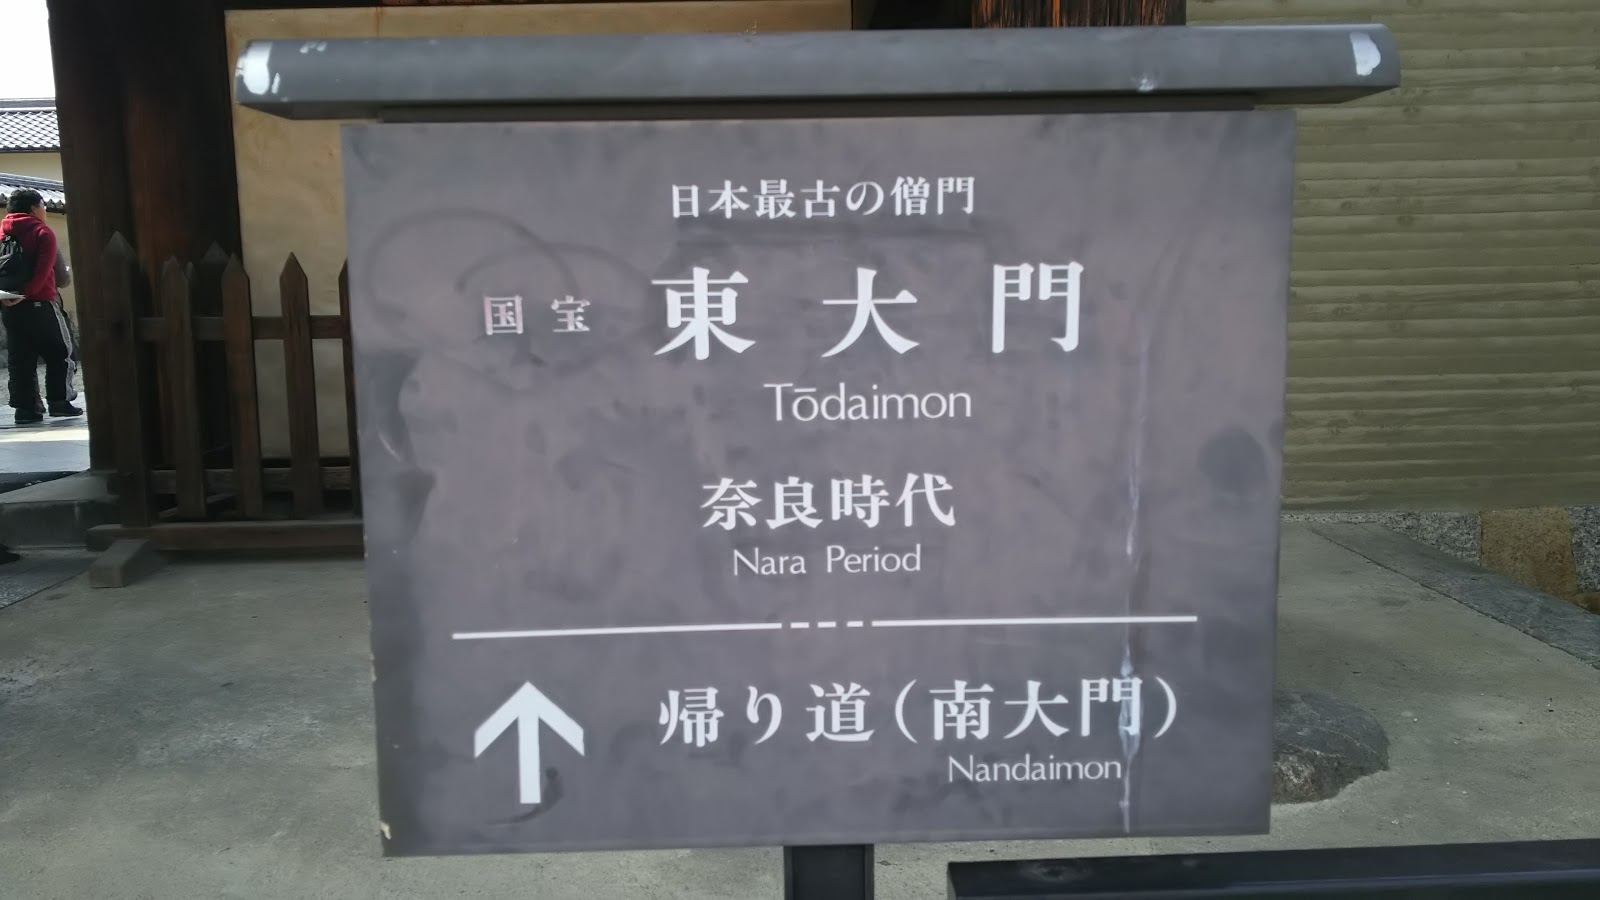 日本最古の僧門
国宝 東大門
Tōdaimon
奈良時代
Nara Period
帰り道(南大門)
Nandaimon